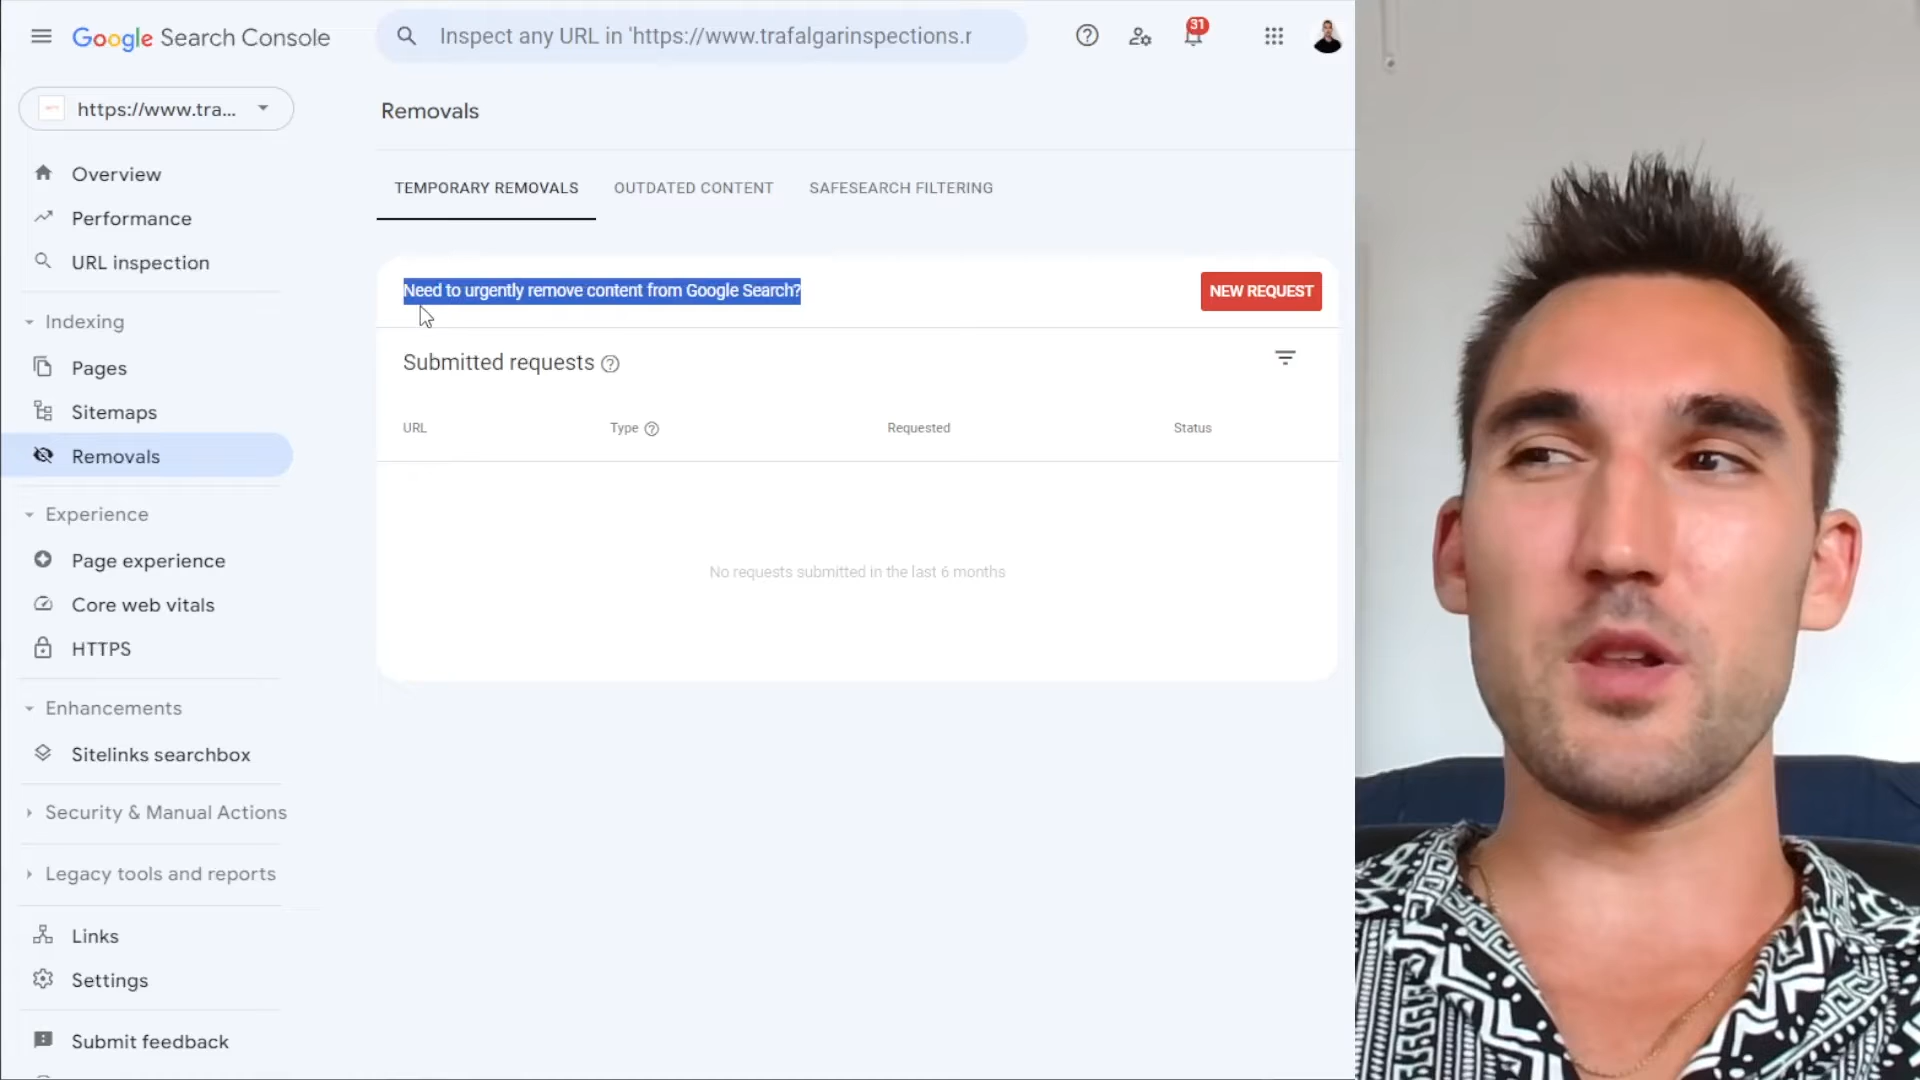 Google Search Console
Inspect any URL in 'https://www.trafalgarinspections.r
31
https://www.tra...
Removals
Overview
Performance
URL inspection
TEMPORARY REMOVALS
OUTDATED CONTENT
SAFESEARCH FILTERING
Need to urgently remove content from Google Search?
NEW REQUEST
Indexing
Pages
Sitemaps
Removals
Submitted requests
URL
Type
Requested
Status
No requests submitted in the last 6 months
Experience
Page experience
Core web vitals
HTTPS
Enhancements
Sitelinks searchbox
Security & Manual Actions
Legacy tools and reports
Links
Settings
Submit feedback